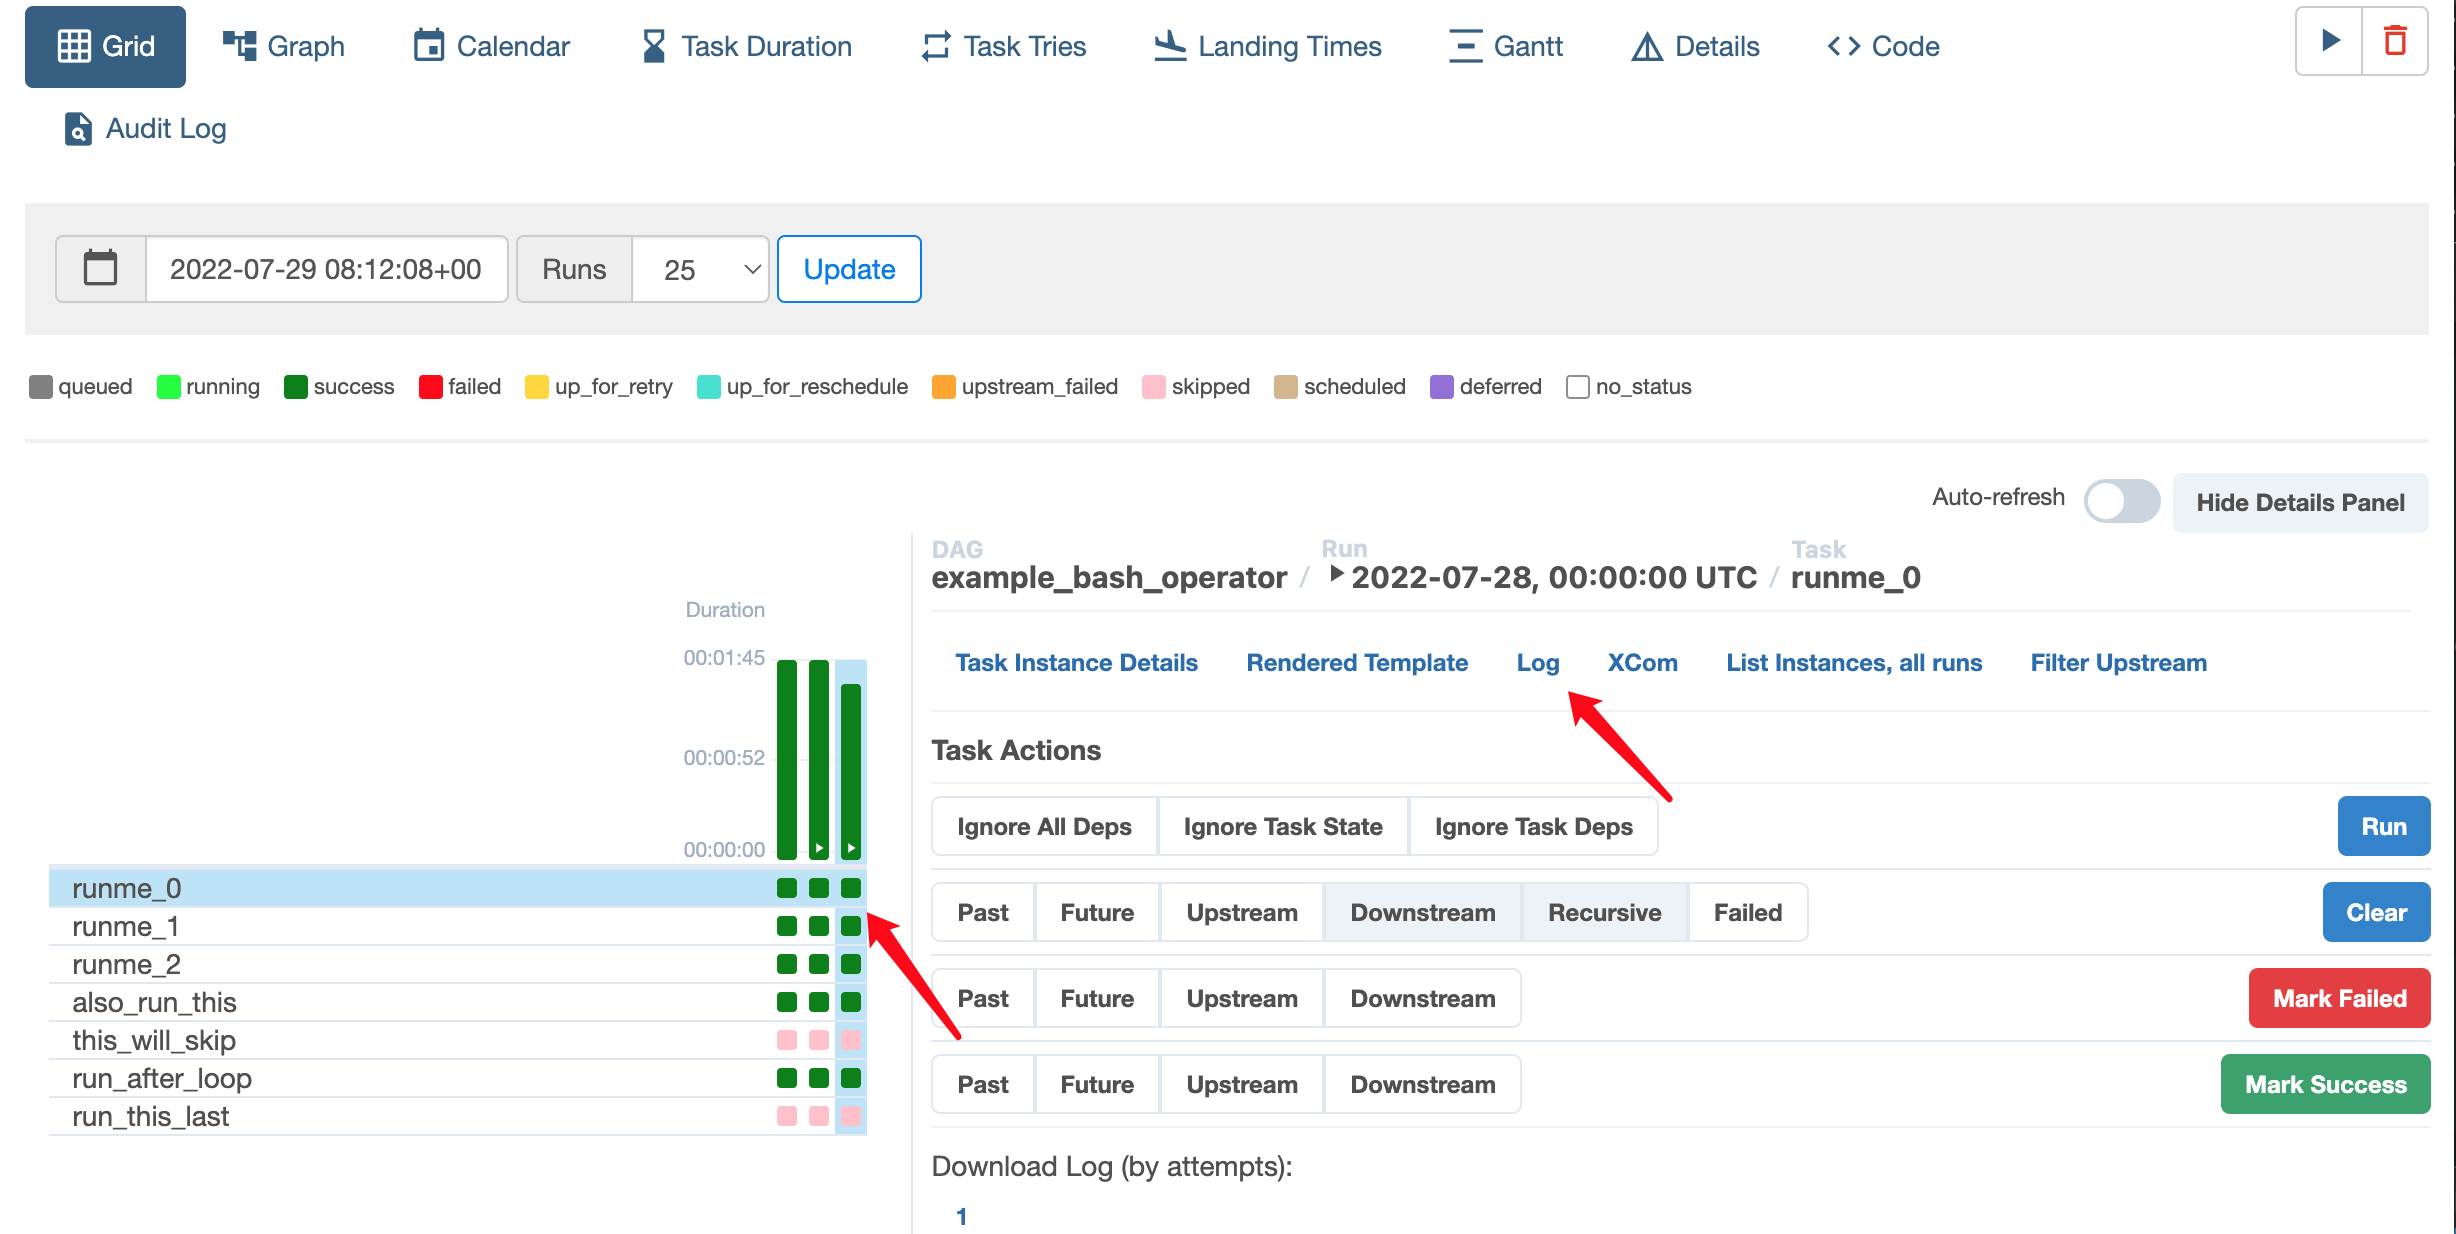 Grid Graph Calendar Task Duration Task Tries Landing Times Gantt Details Code
Audit Log
2022-07-29 08:12:08+00 Runs 25 Update
queued running success failed up_for_retry up_for_reschedule upstream_failed skipped scheduled deferred no_status
Auto-refresh Hide Details Panel
DAG Run Task
example_bash_operator / 2022-07-28, 00:00:00 UTC / runme_0
Duration
00:01:45
00:00:52
00:00:00
runme_0
runme_1
runme_2
also_run_this
this_will_skip
run_after_loop
run_this_last
Task Instance Details Rendered Template Log XCom List Instances, all runs Filter Upstream
Task Actions
Ignore All Deps Ignore Task State Ignore Task Deps Run
Past Future Upstream Downstream Recursive Failed Clear
Past Future Upstream Downstream Mark Failed
Past Future Upstream Downstream Mark Success
Download Log (by attempts):
1